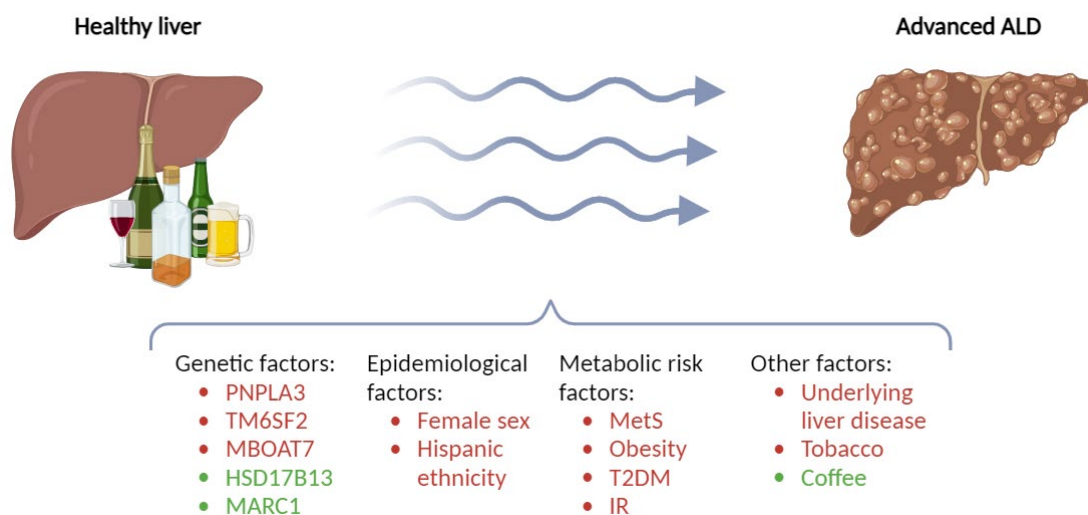 Healthy liver
Advanced ALD
Genetic factors:
• PNPLA3
• TM6SF2
• MBOAT7
• HSD17B13
• MARC1
Epidemiological
factors:
• Female sex
• Hispanic
ethnicity
Metabolic risk
factors:
• MetS
• Obesity
• T2DM
• IR
Other factors:
• Underlying
liver disease
• Tobacco
• Coffee